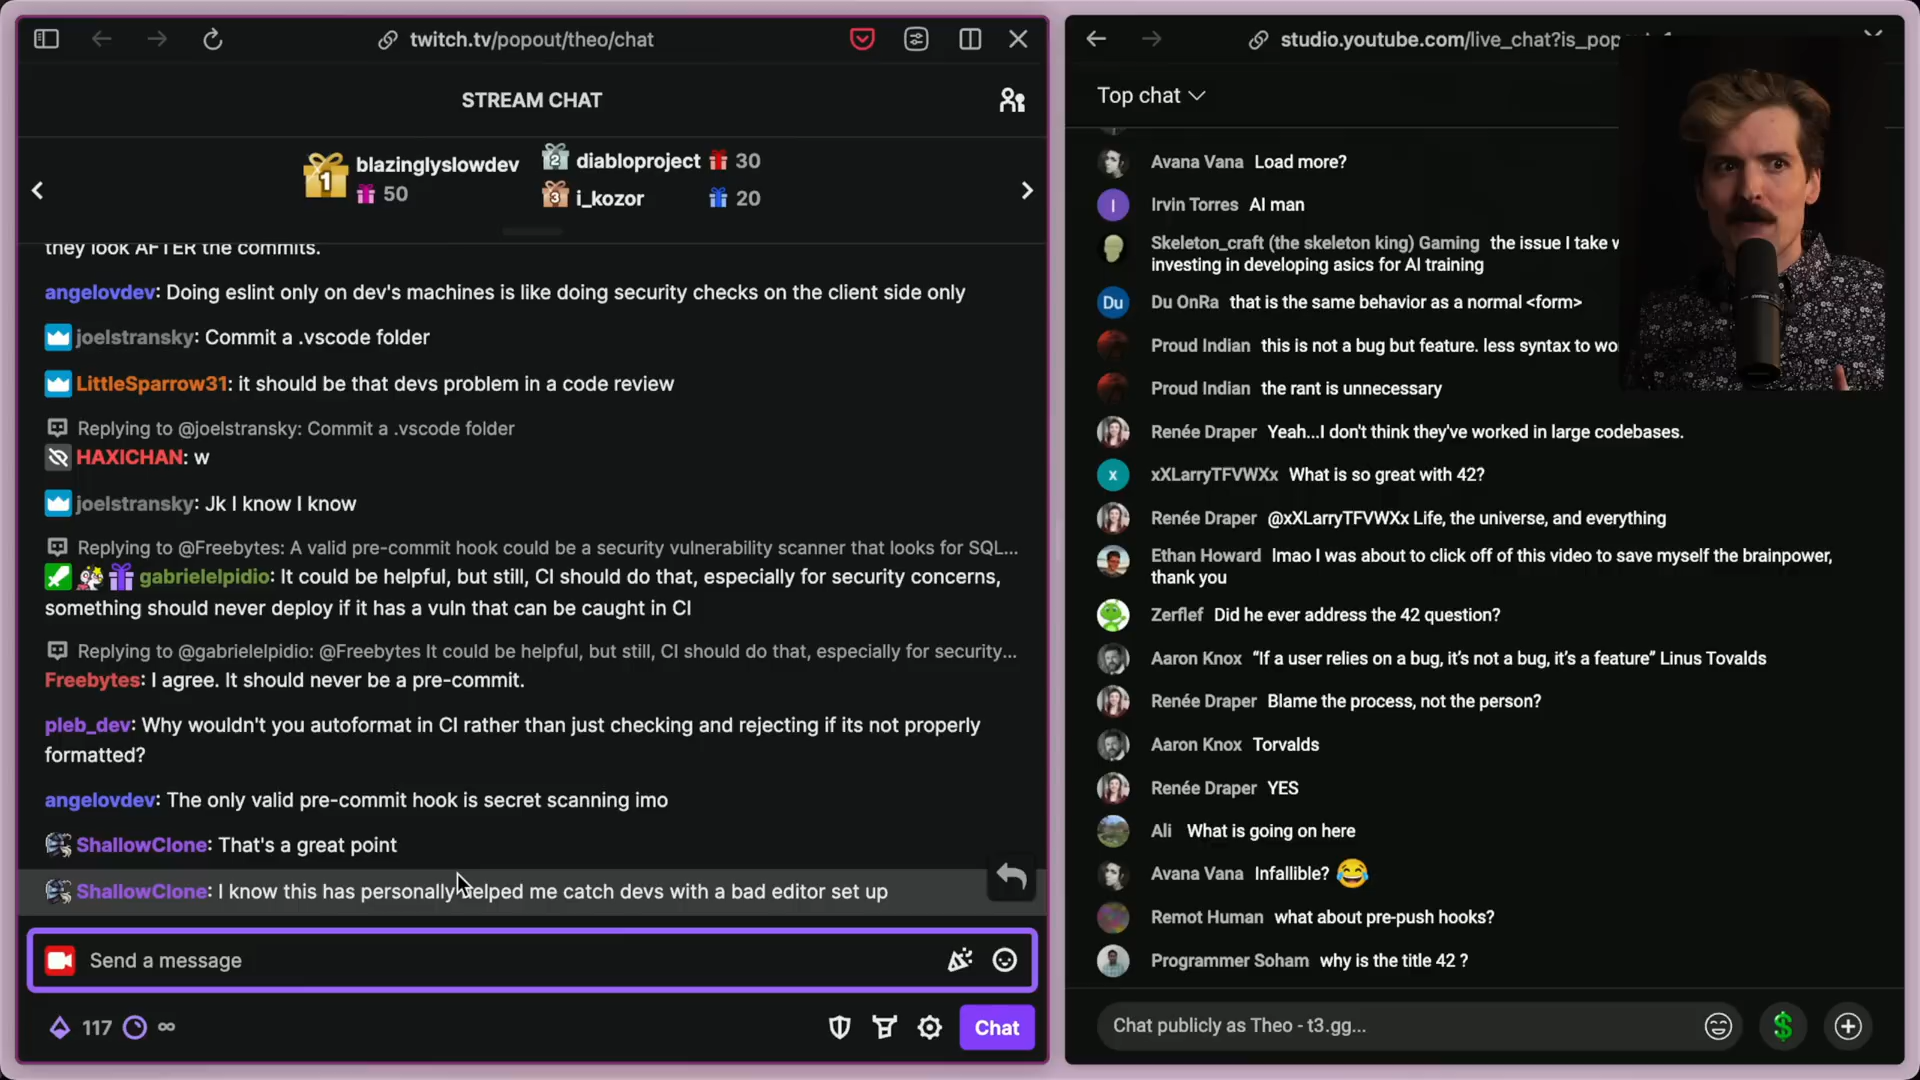 twitch.tv/popout/theo/chat
STREAM CHAT
1
blazinglyslowdev
50
2
diabloproject
30
3
i_kozor
20
they look AFTER the commits.
angelovdev: Doing eslint only on dev's machines is like doing security checks on the client side only
joelstransky: Commit a .vscode folder
LittleSparrow31: it should be that devs problem in a code review
Replying to @joelstransky: Commit a .vscode folder
HAXICHAN: w
joelstransky: Jk I know I know
Replying to @Freebytes: A valid pre-commit hook could be a security vulnerability scanner that looks for SQL...
gabrielelpidio: It could be helpful, but still, CI should do that, especially for security concerns,
something should never deploy if it has a vuln that can be caught in CI
Replying to @gabrielelpidio: @Freebytes It could be helpful, but still, CI should do that, especially for security...
Freebytes: I agree. It should never be a pre-commit.
pleb_dev: Why wouldn't you autoformat in CI rather than just checking and rejecting if its not properly
formatted?
angelovdev: The only valid pre-commit hook is secret scanning imo
ShallowClone: That's a great point
ShallowClone: I know this has personally helped me catch devs with a bad editor set up
Send a message
117 ∞
Chat
studio.youtube.com/live_chat?is_pop
Top chat
Avana Vana Load more?
I
Irvin Torres AI man
Skeleton_craft (the skeleton king) Gaming the issue I take
investing in developing asics for AI training
Du
Du OnRa that is the same behavior as a normal <form>
Proud Indian this is not a bug but feature. less syntax to
Proud Indian the rant is unnecessary
Renée Draper Yeah...I don't think they've worked in large codebases.
x
xXLarryTFVWXx What is so great with 42?
Renée Draper @xXLarryTFVWXx Life, the universe, and everything
Ethan Howard lmao I was about to click off of this video to save myself the brainpower,
thank you
Zerflef Did he ever address the 42 question?
Aaron Knox “If a user relies on a bug, it’s not a bug, it’s a feature” Linus Tovalds
Renée Draper Blame the process, not the person?
Aaron Knox Torvalds
Renée Draper YES
Ali What is going on here
Avana Vana Infallible? 😂
Remot Human what about pre-push hooks?
Programmer Soham why is the title 42 ?
Chat publicly as Theo - t3.gg...